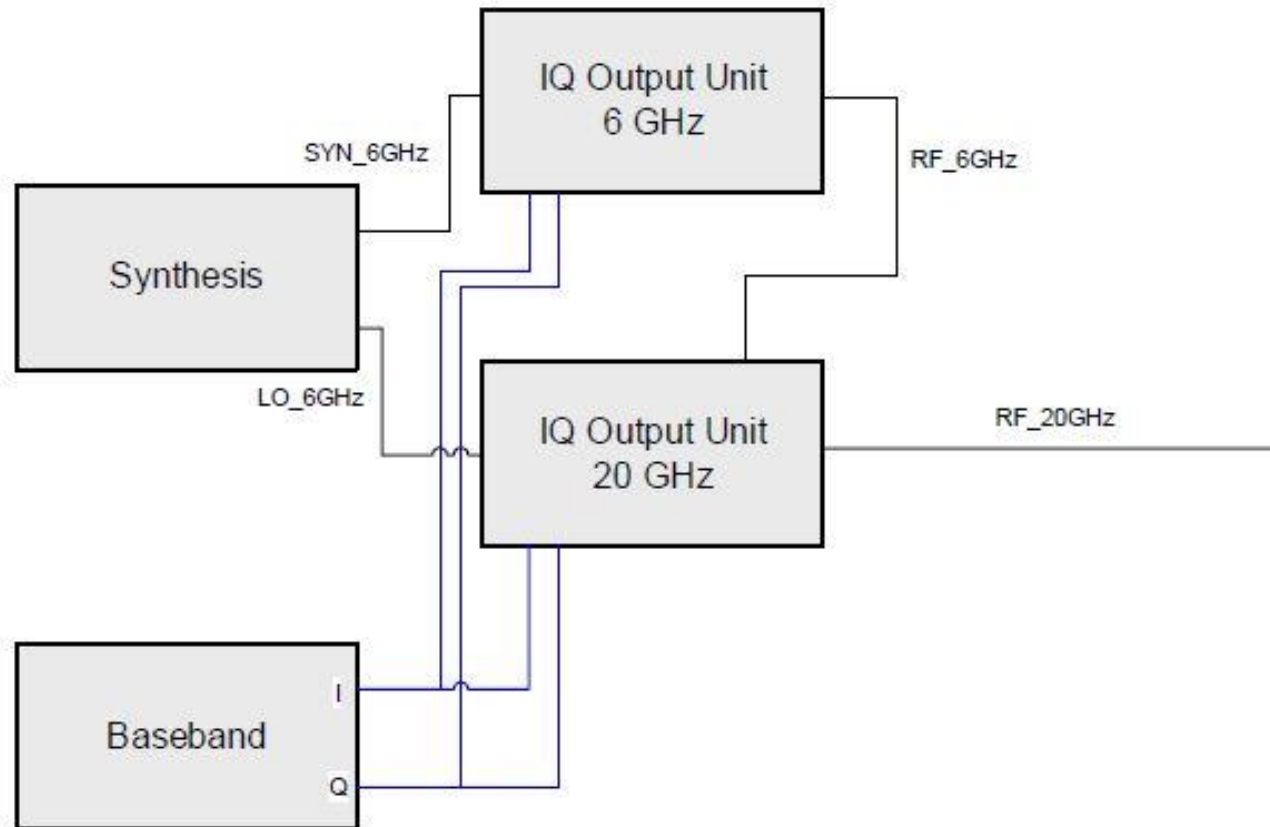 IQ Output Unit
6 GHz
SYN_6GHz
RF_6GHz
Synthesis
LO_6GHz
IQ Output Unit
20 GHz
RF_20GHz
I
Baseband
Q